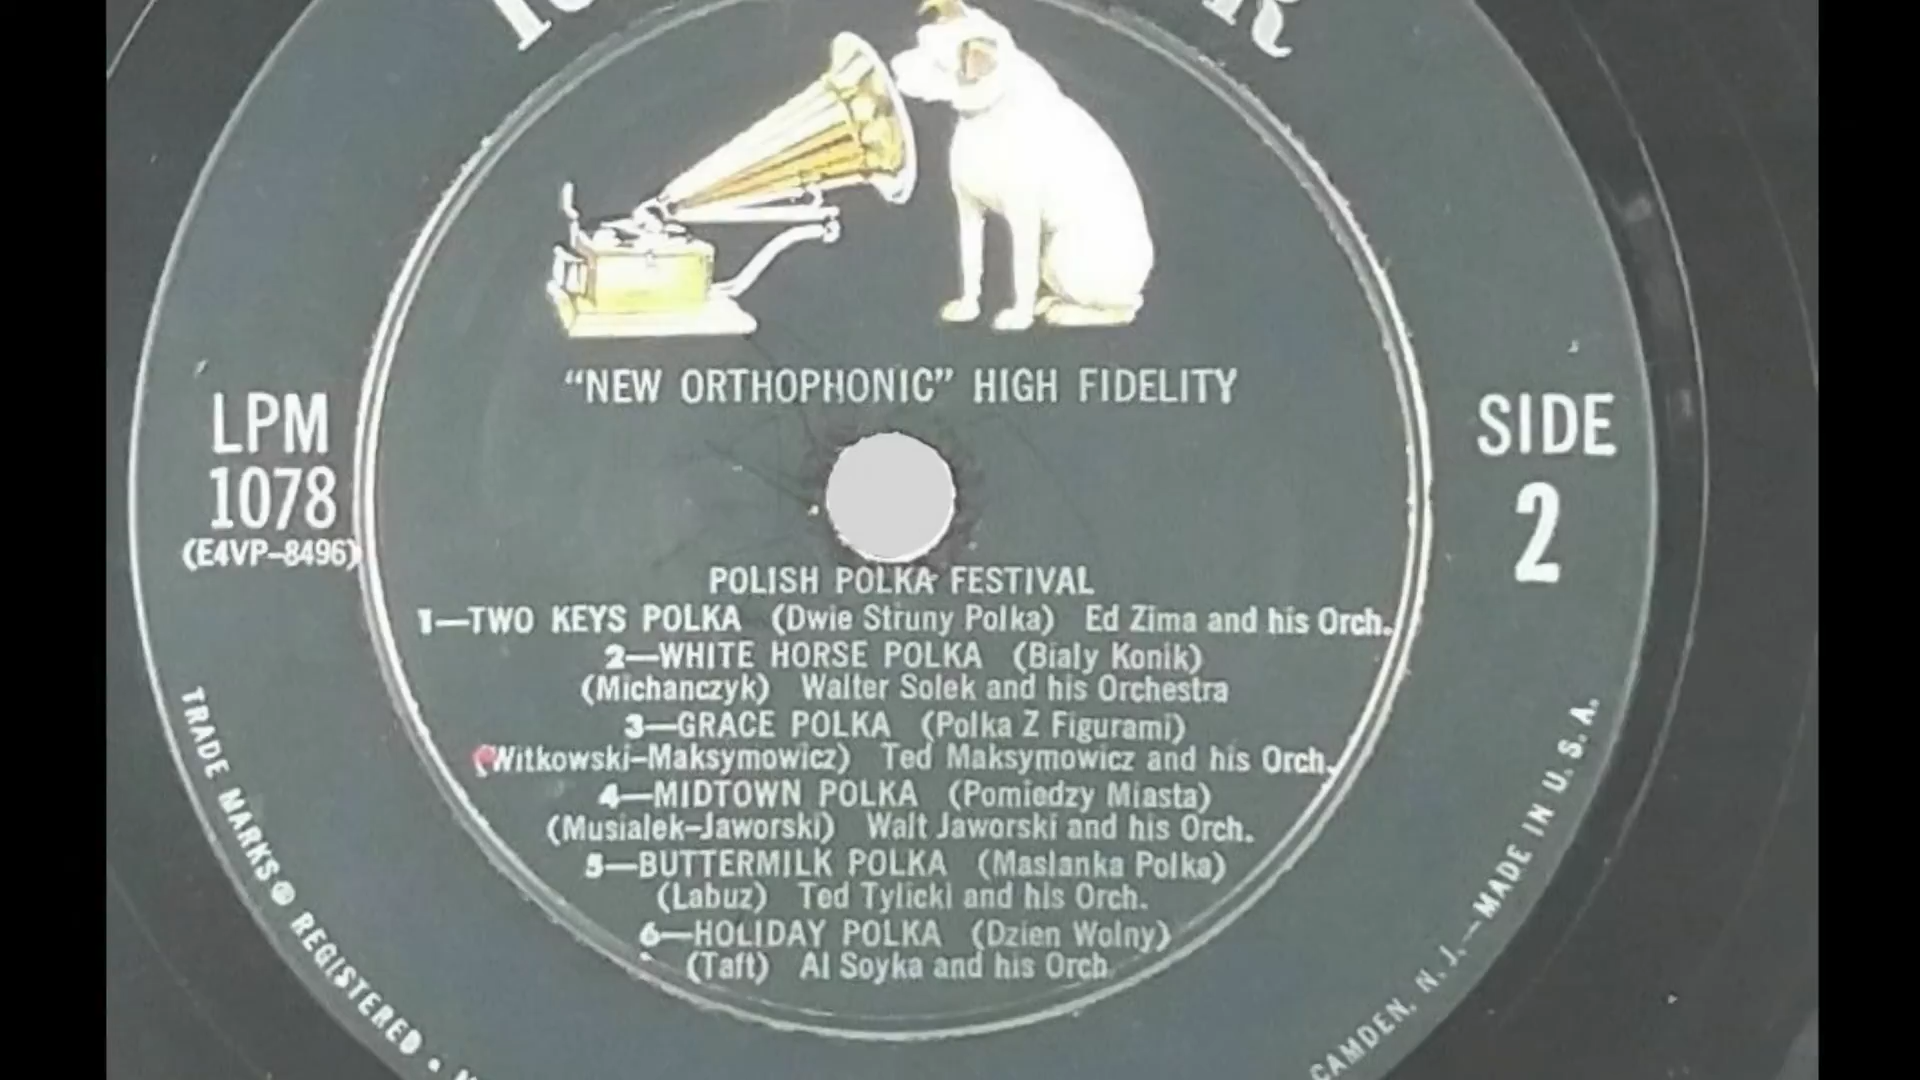 "NEW ORTHOPHONIC" HIGH FIDELITY
LPM
1078
(E4VP–8496)
SIDE
2
POLISH POLKA FESTIVAL
1—TWO KEYS POLKA (Dwie Struny Polka) Ed Zima and his Orch.
2—WHITE HORSE POLKA (Bialy Konik)
(Michanczyk) Walter Solek and his Orchestra
3—GRACE POLKA (Polka Z Figurami)
(Witkowski–Maksymowicz) Ted Maksymowicz and his Orch.
4—MIDTOWN POLKA (Pomiedzy Miasta)
(Musialek–Jaworski) Walt Jaworski and his Orch.
5—BUTTERMILK POLKA (Maslanka Polka)
(Labuz) Ted Tylicki and his Orch.
6—HOLIDAY POLKA (Dzien Wolny)
(Taft) Al Soyka and his Orch.
TRADE MARKS ® REGISTERED •
CAMDEN, N. J.—MADE IN U. S. A.